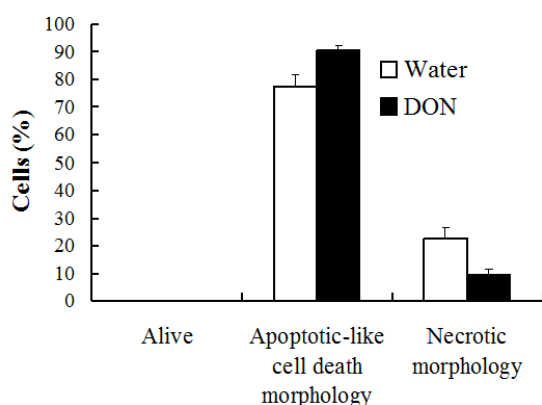 100
90
80
70
60
50
40
30
20
10
0
Cells (%)
Water
DON
Alive
Apoptotic-like
cell death
morphology
Necrotic
morphology